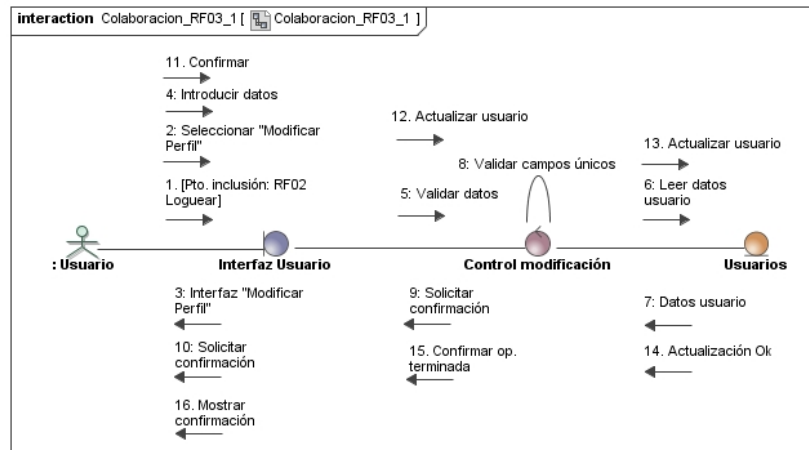 interaction Colaboracion_RF03_1 [ Colaboracion_RF03_1 ]
11. Confirmar
4: Introducir datos
2: Seleccionar "Modificar
Perfil"
1. [Pto. inclusión: RF02
Loguear]
12. Actualizar usuario
8: Validar campos únicos
5: Validar datos
13. Actualizar usuario
6: Leer datos
usuario
: Usuario
Interfaz Usuario
Control modificación
Usuarios
3: Interfaz "Modificar
Perfil"
10: Solicitar
confirmación
16. Mostrar
confirmación
9: Solicitar
confirmación
15. Confirmar op.
terminada
7: Datos usuario
14. Actualización Ok